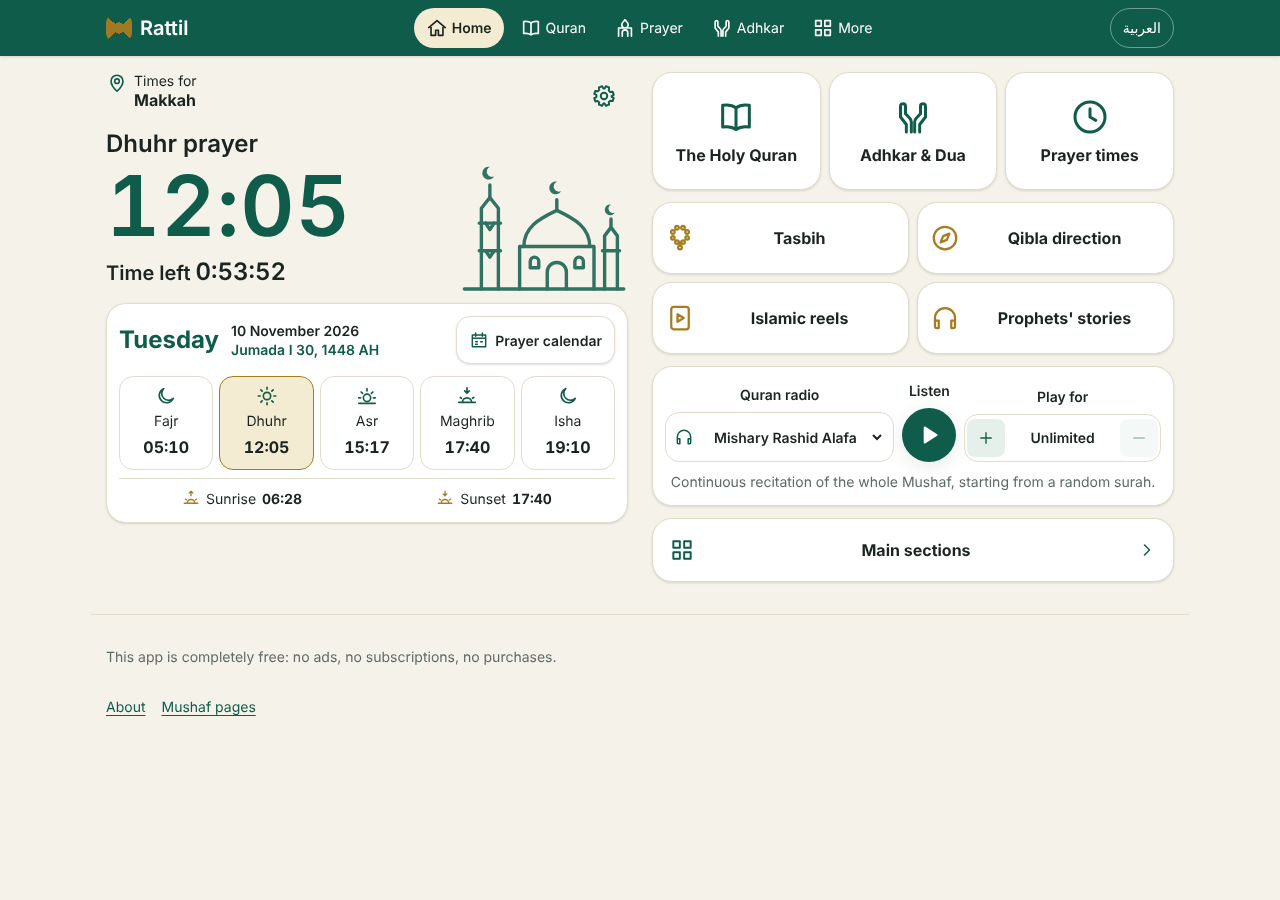 Rattil
Home
Quran
Prayer
Adhkar
More
العربية
Times for
Makkah
Dhuhr prayer
12:05
Time left 0:53:52
Tuesday
10 November 2026
Jumada I 30, 1448 AH
Prayer calendar
Fajr
05:10
Dhuhr
12:05
Asr
15:17
Maghrib
17:40
Isha
19:10
Sunrise 06:28
Sunset 17:40
The Holy Quran
Adhkar & Dua
Prayer times
Tasbih
Qibla direction
Islamic reels
Prophets' stories
Quran radio
Mishary Rashid Alafa
Listen
Play for
+
Unlimited
−
Continuous recitation of the whole Mushaf, starting from a random surah.
Main sections
This app is completely free: no ads, no subscriptions, no purchases.
About
Mushaf pages